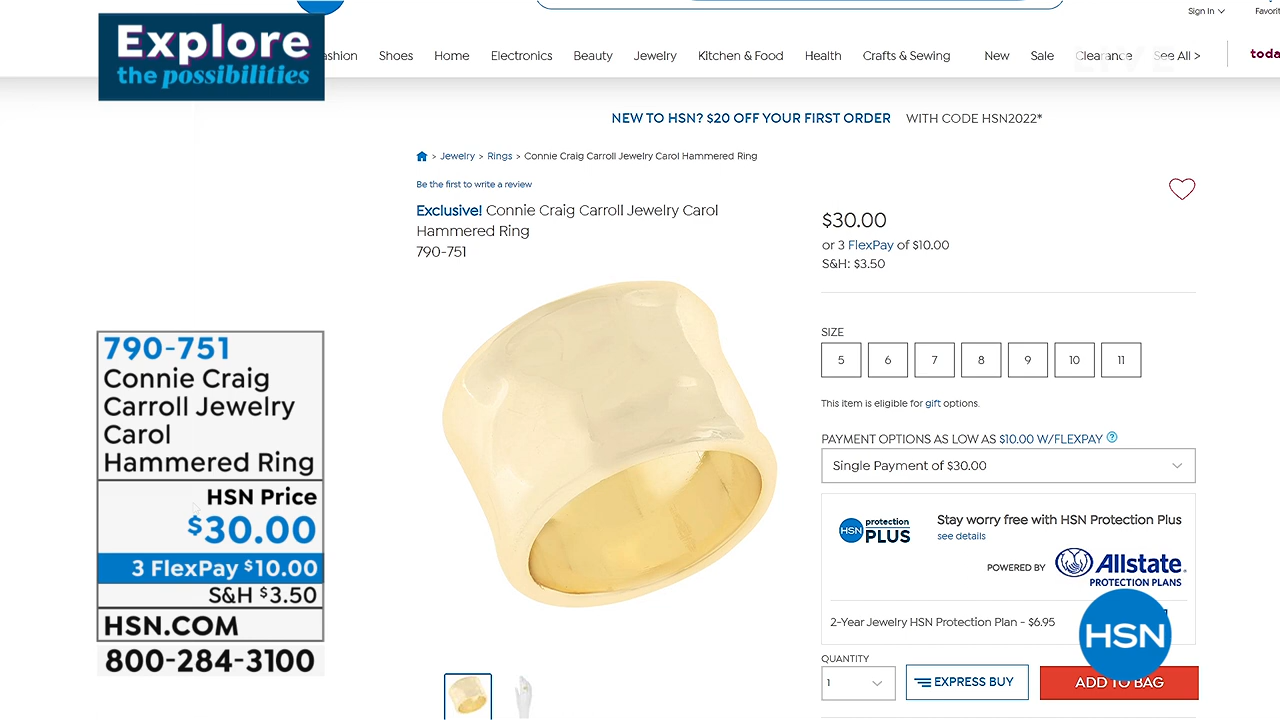 Explore
the possibilities
Sign In
Favorit
ashion
Shoes
Home
Electronics
Beauty
Jewelry
Kitchen & Food
Health
Crafts & Sewing
New
Sale
Clearance
See All >
toda
NEW TO HSN? $20 OFF YOUR FIRST ORDER WITH CODE HSN2022*
> Jewelry > Rings > Connie Craig Carroll Jewelry Carol Hammered Ring
Be the first to write a review
Exclusive! Connie Craig Carroll Jewelry Carol
Hammered Ring
790-751
$30.00
or 3 FlexPay of $10.00
S&H: $3.50
SIZE
5
6
7
8
9
10
11
This item is eligible for gift options.
PAYMENT OPTIONS AS LOW AS $10.00 W/FLEXPAY ?
Single Payment of $30.00
HSN protection
PLUS
Stay worry free with HSN Protection Plus
see details
POWERED BY
Allstate
PROTECTION PLANS
2-Year Jewelry HSN Protection Plan - $6.95
HSN
QUANTITY
1
EXPRESS BUY
ADD TO BAG
790-751
Connie Craig
Carroll Jewelry
Carol
Hammered Ring
HSN Price
$30.00
3 FlexPay $10.00
S&H $3.50
HSN.COM
800-284-3100